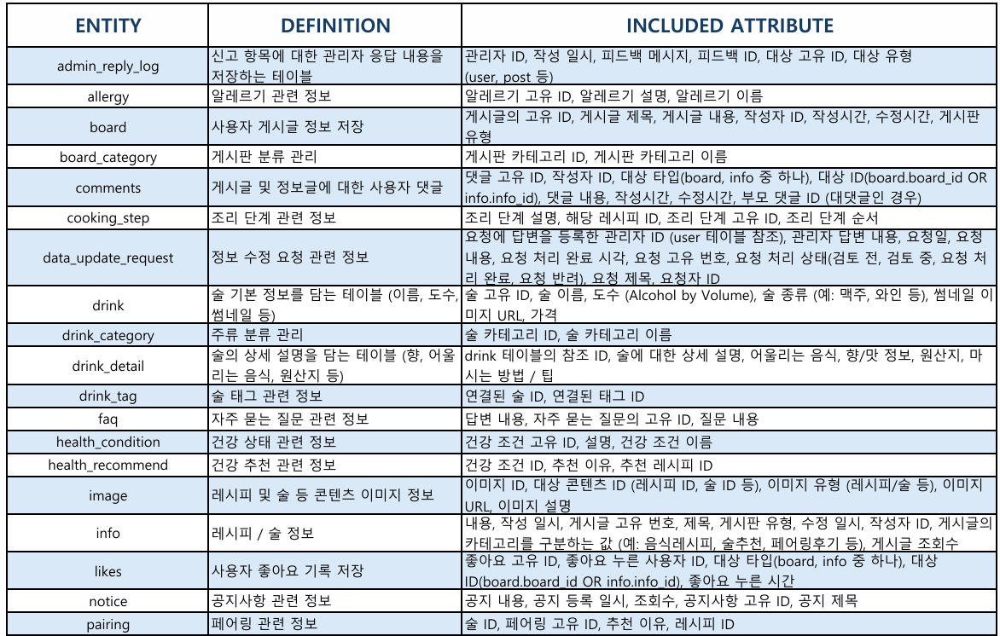 ENTITY DEFINITION INCLUDED ATTRIBUTE
admin_reply_log
신고 항목에 대한 관리자 응답 내용을
저장하는 테이블
관리자 ID, 작성 일시, 피드백 메시지, 피드백 ID, 대상 고유 ID, 대상 유형
(user, post 등)
allergy 알레르기 관련 정보 알레르기 고유 ID, 알레르기 설명, 알레르기 이름
board 사용자 게시글 정보 저장
게시글의 고유 ID, 게시글 제목, 게시글 내용, 작성자 ID, 작성시간, 수정시간, 게시판
유형
board_category 게시판 분류 관리 게시판 카테고리 ID, 게시판 카테고리 이름
comments 게시글 및 정보글에 대한 사용자 댓글
댓글 고유 ID, 작성자 ID, 대상 타입(board, info 중 하나), 대상 ID(board.board_id OR
info.info_id), 댓글 내용, 작성시간, 수정시간, 부모 댓글 ID (대댓글인 경우)
cooking_step 조리 단계 관련 정보 조리 단계 설명, 해당 레시피 ID, 조리 단계 고유 ID, 조리 단계 순서
data_update_request 정보 수정 요청 관련 정보
요청에 답변을 등록한 관리자 ID (user 테이블 참조), 관리자 답변 내용, 요청일, 요청
내용, 요청 처리 완료 시각, 요청 고유 번호, 요청 처리 상태(검토 전, 검토 중, 요청 처
리 완료, 요청 반려), 요청 제목, 요청자 ID
drink
술 기본 정보를 담는 테이블 (이름, 도수,
썸네일 등)
술 고유 ID, 술 이름, 도수 (Alcohol by Volume), 술 종류 (예: 맥주, 와인 등), 썸네일 이
미지 URL, 가격
drink_category 주류 분류 관리 술 카테고리 ID, 술 카테고리 이름
drink_detail
술의 상세 설명을 담는 테이블 (향, 어울
리는 음식, 원산지 등)
drink 테이블의 참조 ID, 술에 대한 상세 설명, 어울리는 음식, 향/맛 정보, 원산지, 마
시는 방법 / 팁
drink_tag 술 태그 관련 정보 연결된 술 ID, 연결된 태그 ID
faq 자주 묻는 질문 관련 정보 답변 내용, 자주 묻는 질문의 고유 ID, 질문 내용
health_condition 건강 상태 관련 정보 건강 조건 고유 ID, 설명, 건강 조건 이름
health_recommend 건강 추천 관련 정보 건강 조건 ID, 추천 이유, 추천 레시피 ID
image 레시피 및 술 등 콘텐츠 이미지 정보
이미지 ID, 대상 콘텐츠 ID (레시피 ID, 술 ID 등), 이미지 유형 (레시피/술 등), 이미지
URL, 이미지 설명
info 레시피 / 술 정보
내용, 작성 일시, 게시글 고유 번호, 제목, 게시판 유형, 수정 일시, 작성자 ID, 게시글의
카테고리를 구분하는 값 (예: 음식레시피, 술추천, 페어링후기 등), 게시글 조회수
likes 사용자 좋아요 기록 저장
좋아요 고유 ID, 좋아요 누른 사용자 ID, 대상 타입(board, info 중 하나), 대상
ID(board.board_id OR info.info_id), 좋아요 누른 시간
notice 공지사항 관련 정보 공지 내용, 공지 등록 일시, 조회수, 공지사항 고유 ID, 공지 제목
pairing 페어링 관련 정보 술 ID, 페어링 고유 ID, 추천 이유, 레시피 ID